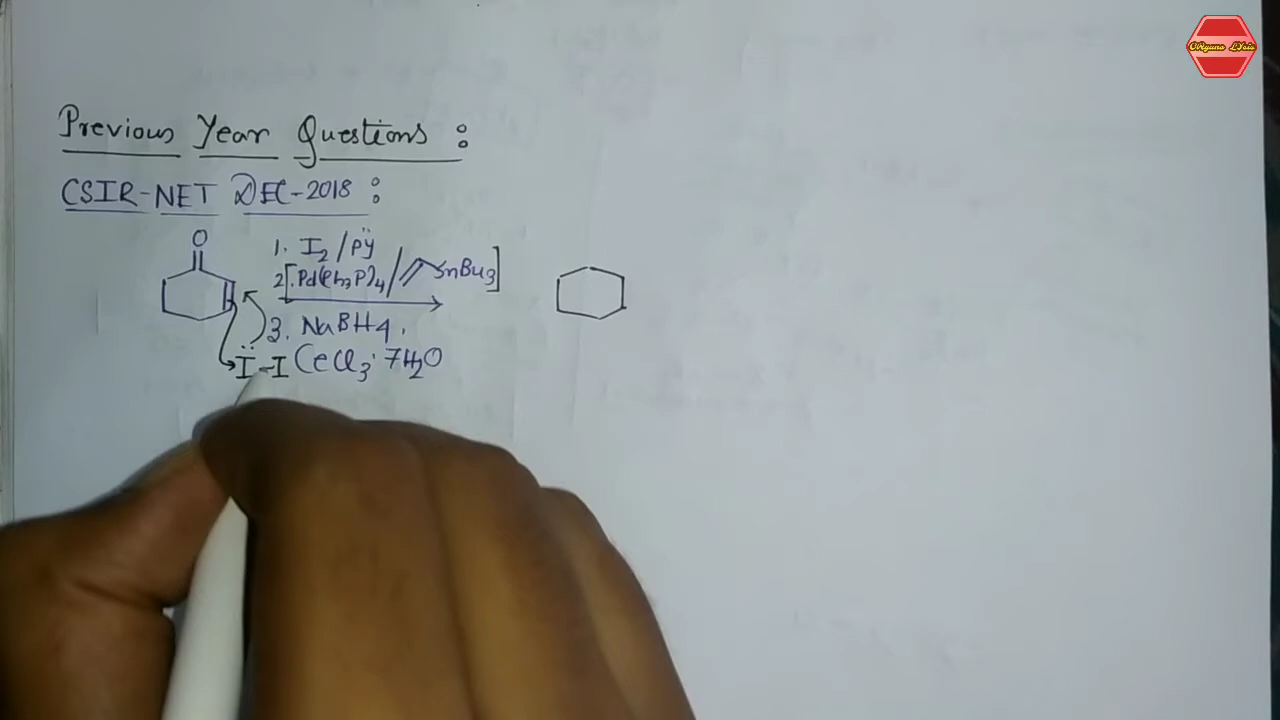 Previous Year Questions :
CSIR-NET DEC-2018 :
O
1. I2/Py
2[.Pd(Ph3P)4/ SnBu3]
3. NaBH4,
I-I CeCl3·7H2O